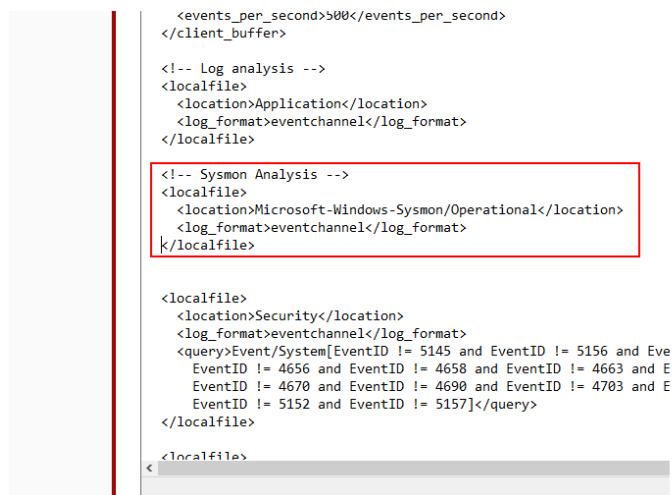 <events_per_second>500</events_per_second>
</client_buffer>
<!-- Log analysis -->
<localfile>
<location>Application</location>
<log_format>eventchannel</log_format>
</localfile>
<!-- Sysmon Analysis -->
<localfile>
<location>Microsoft-Windows-Sysmon/Operational</location>
<log_format>eventchannel</log_format>
</localfile>
<localfile>
<location>Security</location>
<log_format>eventchannel</log_format>
<query>Event/System[EventID != 5145 and EventID != 5156 and Eve
EventID != 4656 and EventID != 4658 and EventID != 4663 and E
EventID != 4670 and EventID != 4690 and EventID != 4703 and E
EventID != 5152 and EventID != 5157]</query>
</localfile>
<localfile>